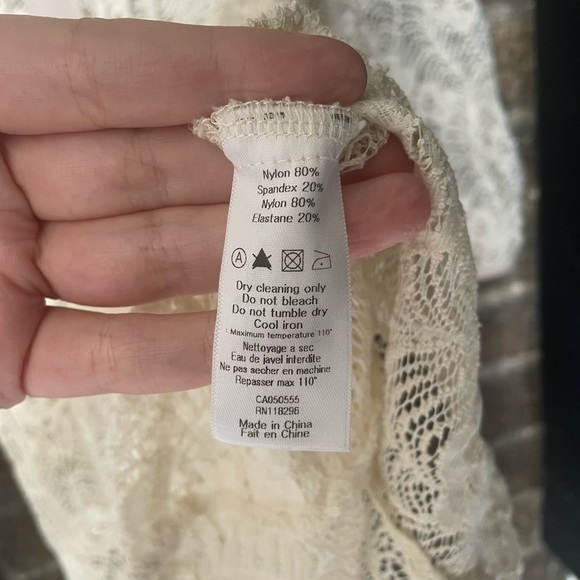 Nylon 80%
Spandex 20%
Nylon 80%
Elastane 20%
A
Dry cleaning only
Do not bleach
Do not tumble dry
Cool iron
: Maximum temperature 110°
Nettoyage a sec
Eau de javel interdite
Ne pas secher en machine
Repasser max 110°
CA050555
RN118296
Made in China
Fait en Chine